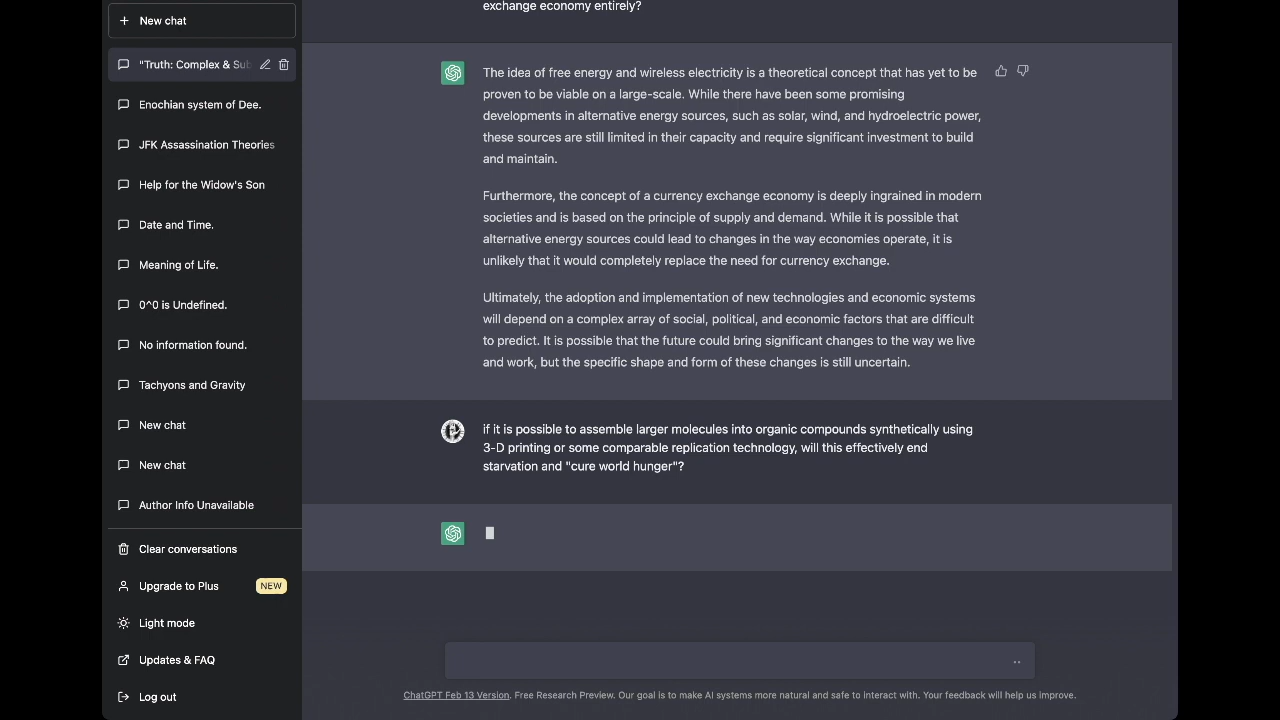 New chat
"Truth: Complex & Sub
Enochian system of Dee.
JFK Assassination Theories
Help for the Widow's Son
Date and Time.
Meaning of Life.
0^0 is Undefined.
No information found.
Tachyons and Gravity
New chat
New chat
Author Info Unavailable
Clear conversations
Upgrade to Plus NEW
Light mode
Updates & FAQ
Log out
exchange economy entirely?
The idea of free energy and wireless electricity is a theoretical concept that has yet to be
proven to be viable on a large-scale. While there have been some promising
developments in alternative energy sources, such as solar, wind, and hydroelectric power,
these sources are still limited in their capacity and require significant investment to build
and maintain.
Furthermore, the concept of a currency exchange economy is deeply ingrained in modern
societies and is based on the principle of supply and demand. While it is possible that
alternative energy sources could lead to changes in the way economies operate, it is
unlikely that it would completely replace the need for currency exchange.
Ultimately, the adoption and implementation of new technologies and economic systems
will depend on a complex array of social, political, and economic factors that are difficult
to predict. It is possible that the future could bring significant changes to the way we live
and work, but the specific shape and form of these changes is still uncertain.
if it is possible to assemble larger molecules into organic compounds synthetically using
3-D printing or some comparable replication technology, will this effectively end
starvation and "cure world hunger"?
ChatGPT Feb 13 Version. Free Research Preview. Our goal is to make AI systems more natural and safe to interact with. Your feedback will help us improve.